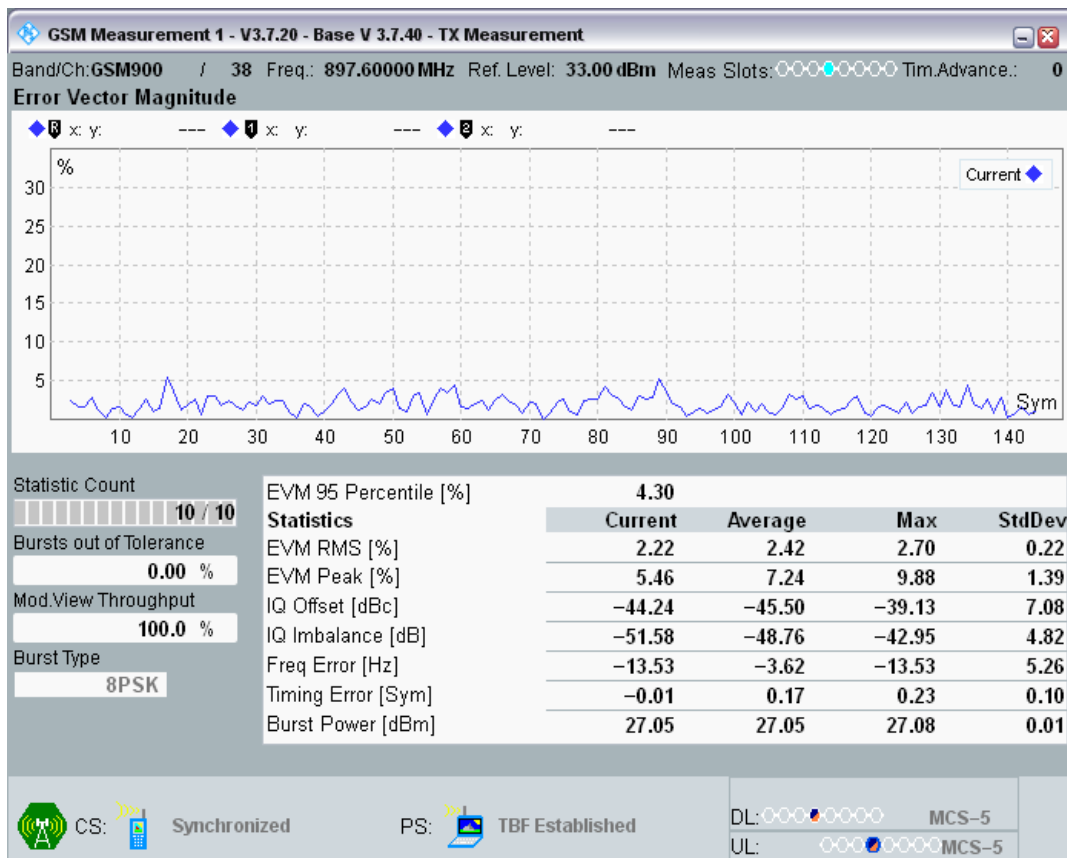 GSM Measurement 1 - V3.7.20 - Base V 3.7.40 - TX Measurement
Band/Ch:GSM900 / 38 Freq.: 897.60000 MHz Ref. Level: 33.00 dBm Meas Slots: Tim.Advance.: 0
Error Vector Magnitude
R x: y: --- 1 x: y: --- 2 x: y: ---
%
Current
30
25
20
15
10
5
Sym
10 20 30 40 50 60 70 80 90 100 110 120 130 140
Statistic Count
10 / 10
Bursts out of Tolerance
0.00 %
Mod.View Throughput
100.0 %
Burst Type
8PSK
EVM 95 Percentile [%] 4.30
Statistics Current Average Max StdDev
EVM RMS [%] 2.22 2.42 2.70 0.22
EVM Peak [%] 5.46 7.24 9.88 1.39
IQ Offset [dBc] −44.24 −45.50 −39.13 7.08
IQ Imbalance [dB] −51.58 −48.76 −42.95 4.82
Freq Error [Hz] −13.53 −3.62 −13.53 5.26
Timing Error [Sym] −0.01 0.17 0.23 0.10
Burst Power [dBm] 27.05 27.05 27.08 0.01
CS: Synchronized PS: TBF Established
DL: MCS−5
UL: MCS−5